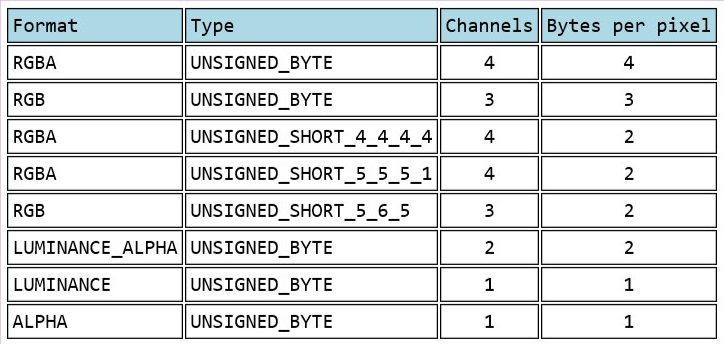 Format Type Channels Bytes per pixel
RGBA UNSIGNED_BYTE 4 4
RGB UNSIGNED_BYTE 3 3
RGBA UNSIGNED_SHORT_4_4_4_4 4 2
RGBA UNSIGNED_SHORT_5_5_5_1 4 2
RGB UNSIGNED_SHORT_5_6_5 3 2
LUMINANCE_ALPHA UNSIGNED_BYTE 2 2
LUMINANCE UNSIGNED_BYTE 1 1
ALPHA UNSIGNED_BYTE 1 1